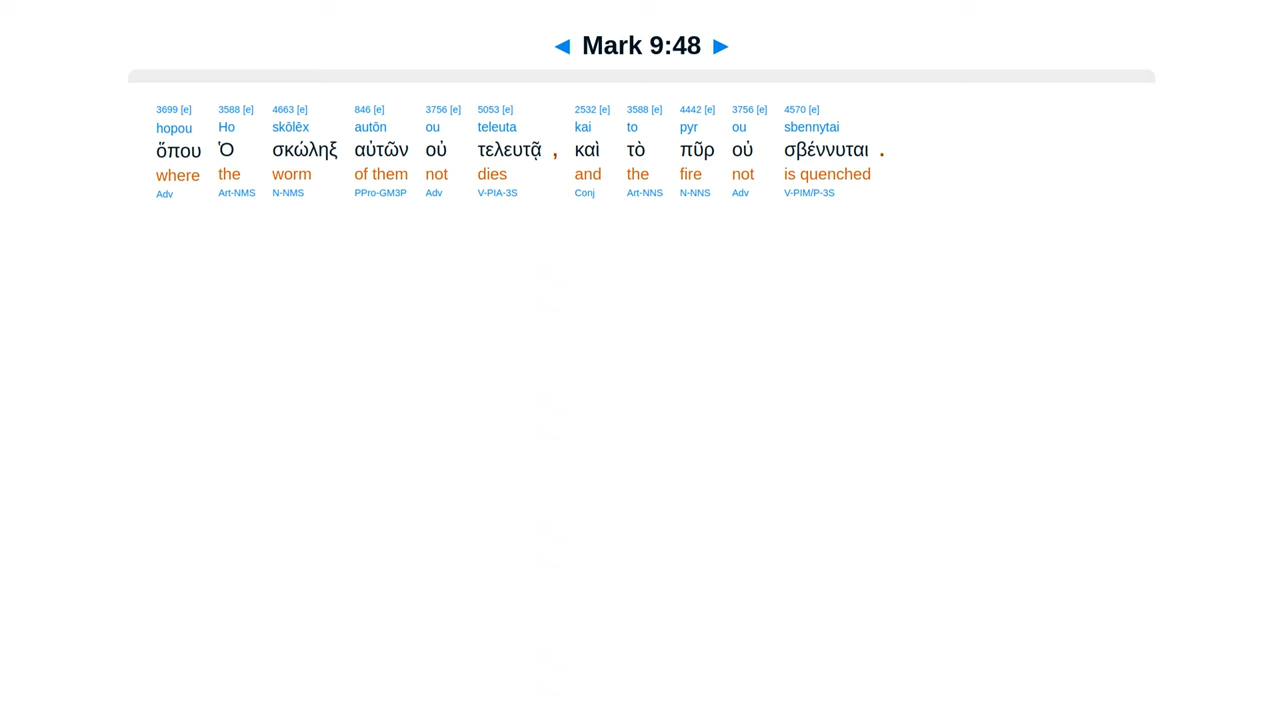 ◄ Mark 9:48 ►
3699 [e] 3588 [e] 4663 [e] 846 [e] 3756 [e] 5053 [e] 2532 [e] 3588 [e] 4442 [e] 3756 [e] 4570 [e]
hopou Ho skōlēx autōn ou teleuta kai to pyr ou sbennytai
ὅπου Ὁ σκώληξ αὐτῶν οὐ τελευτᾷ , καὶ τὸ πῦρ οὐ σβέννυται .
where the worm of them not dies and the fire not is quenched
Adv Art-NMS N-NMS PPro-GM3P Adv V-PIA-3S Conj Art-NNS N-NNS Adv V-PIM/P-3S